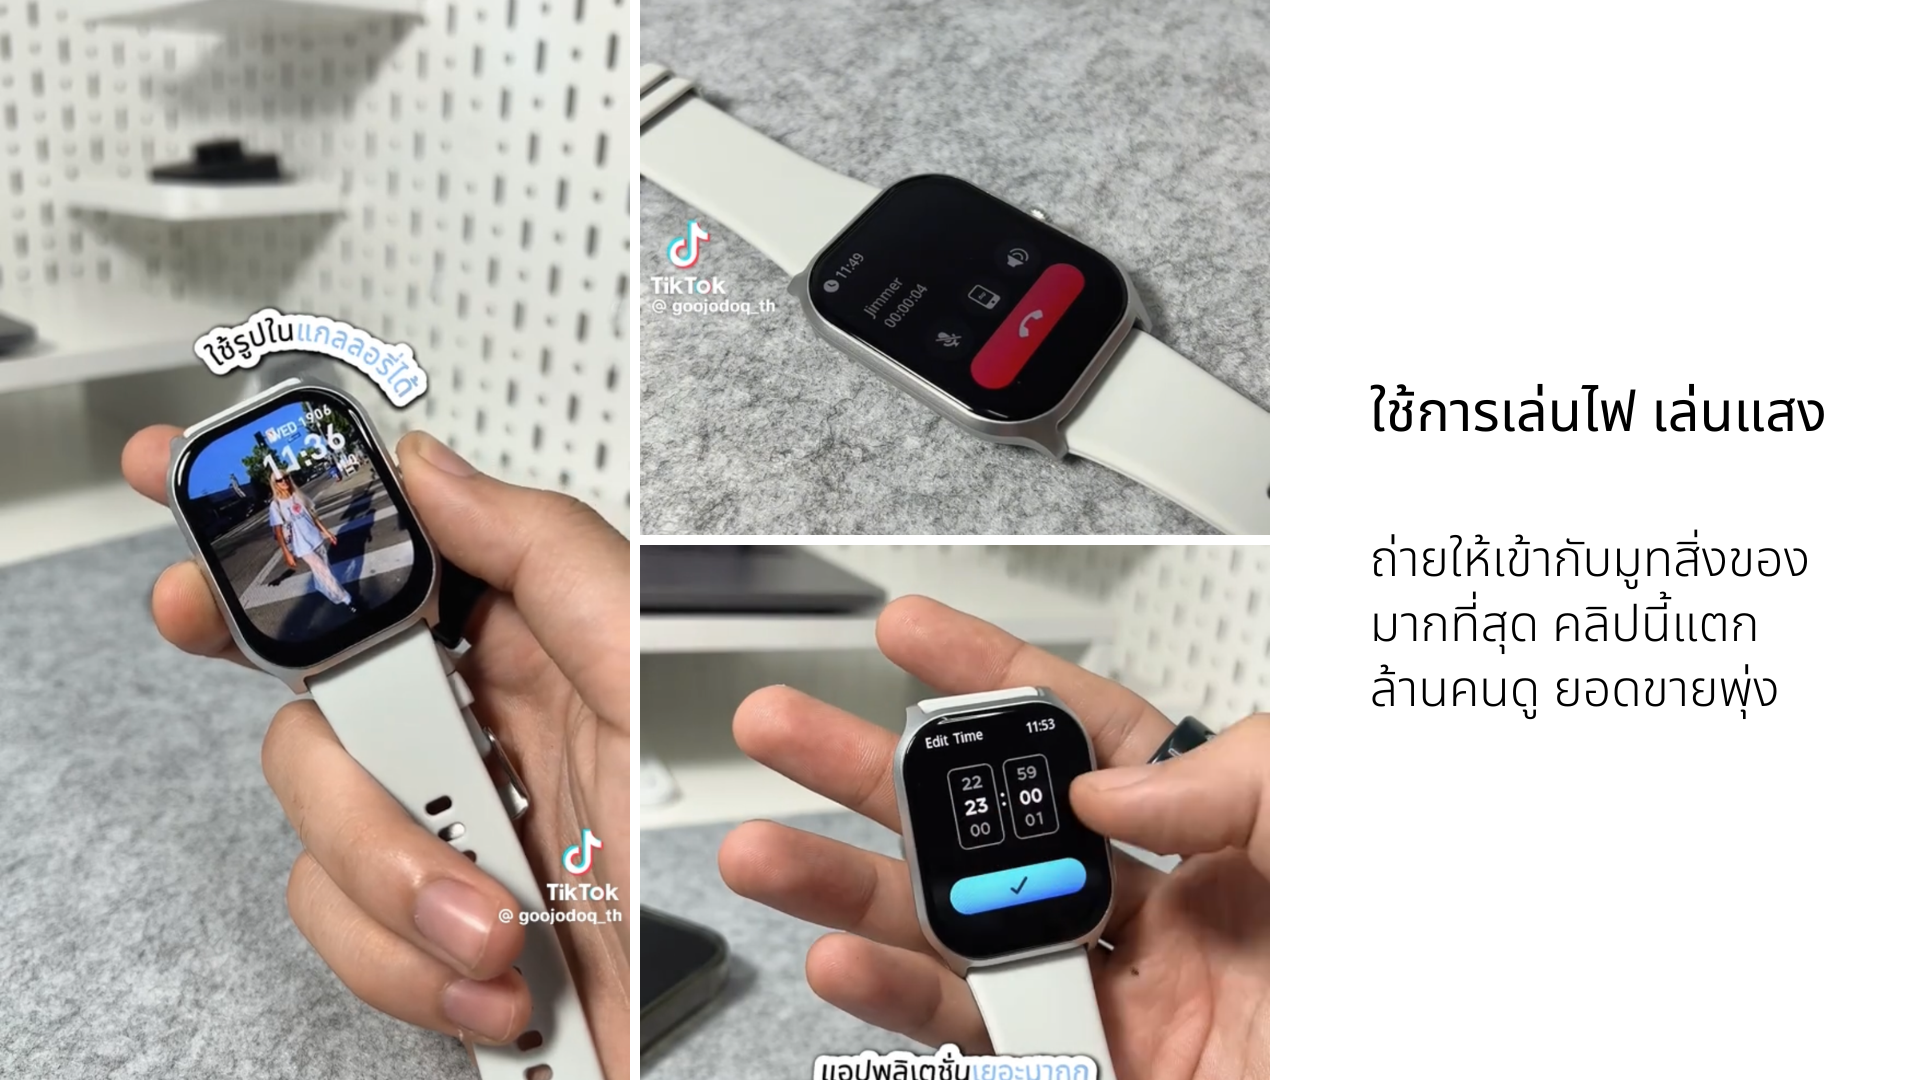 ใช้รูปในแกลลอรี่ได้
WED 1906
11:36
TikTok
@ goojodoq_th
11:49
Jimmer
00:00:04
TikTok
@ goojodoq_th
Edit Time
11:53
22
59
23 : 00
00
01
แอปพลิเตชั่นเยอะมากก
ใช้การเล่นไฟ เล่นแสง
ถ่ายให้เข้ากับมูทสิ่งของ
มากที่สุด คลิปนี้แตก
ล้านคนดู ยอดขายพุ่ง